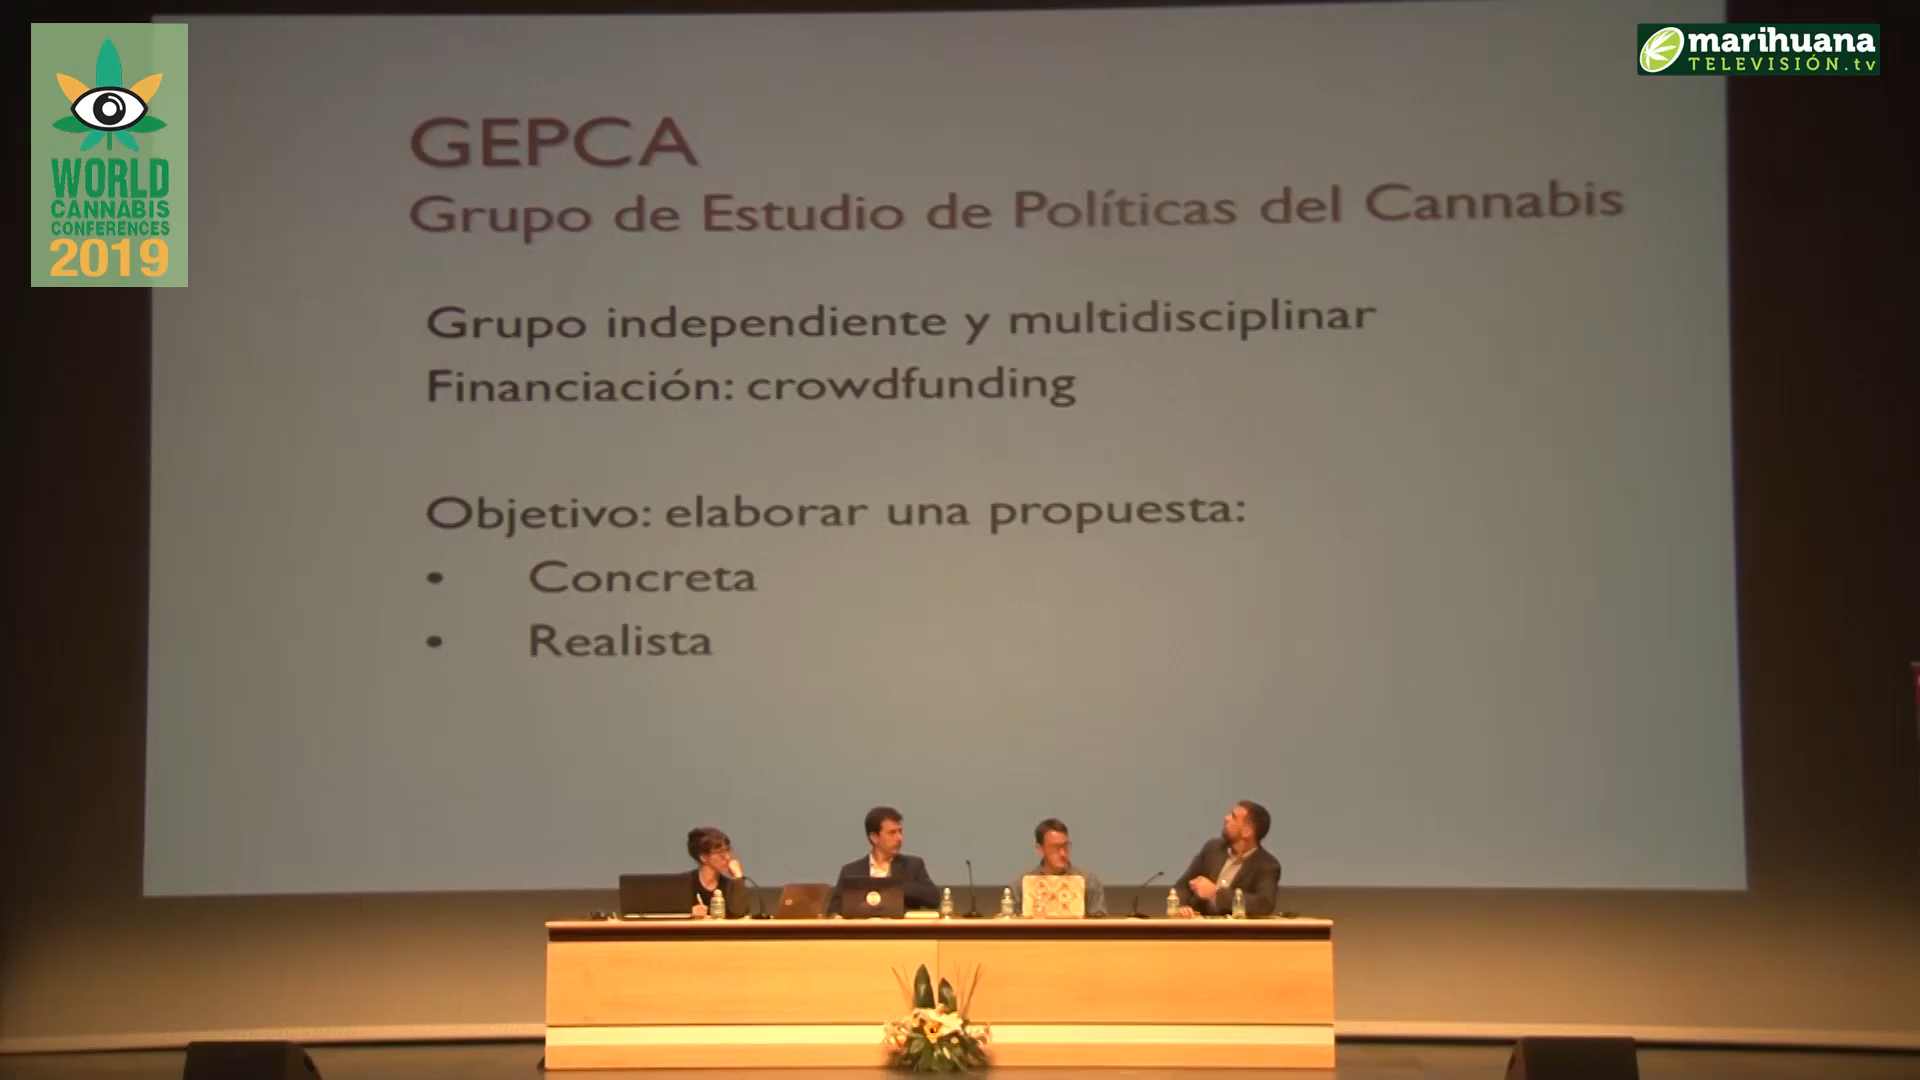 WORLD
CANNABIS
CONFERENCES
2019
marihuana
TELEVISIÓN.tv
GEPCA
Grupo de Estudio de Políticas del Cannabis
Grupo independiente y multidisciplinar
Financiación: crowdfunding
Objetivo: elaborar una propuesta:
• Concreta
• Realista